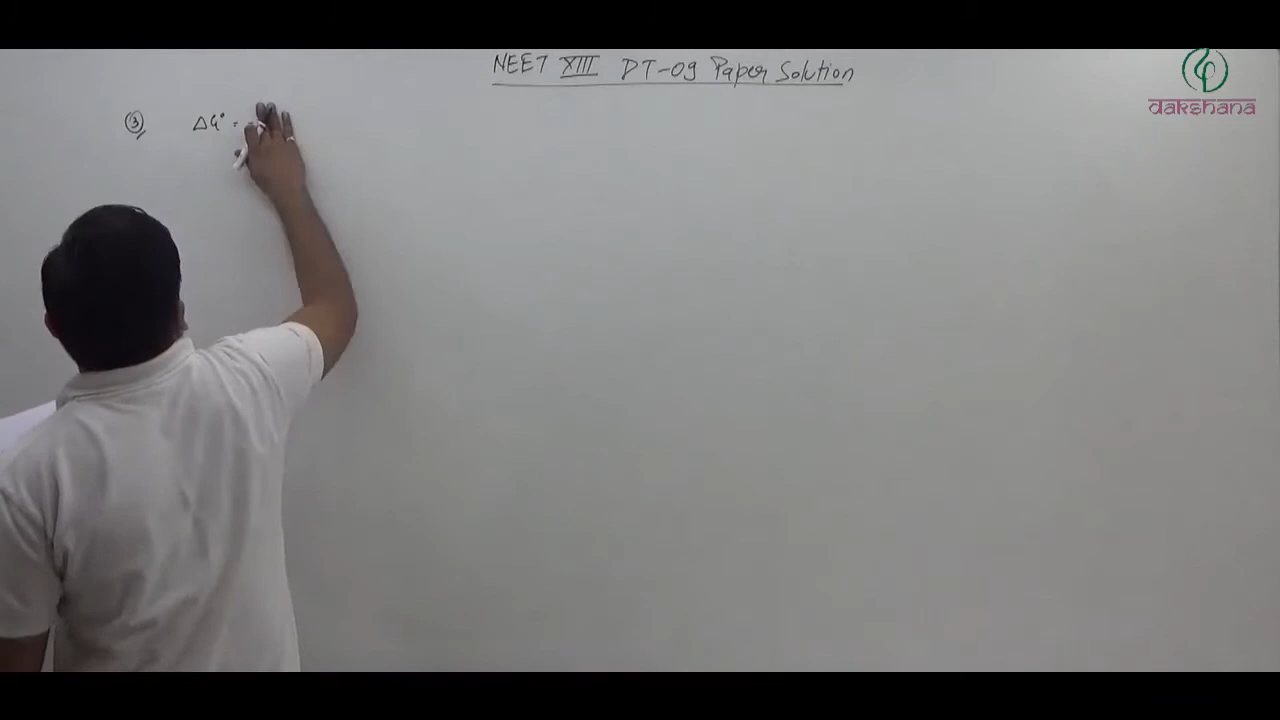 NEET XIII DT-09 Paper Solution
dakshana
③ ΔG° = -